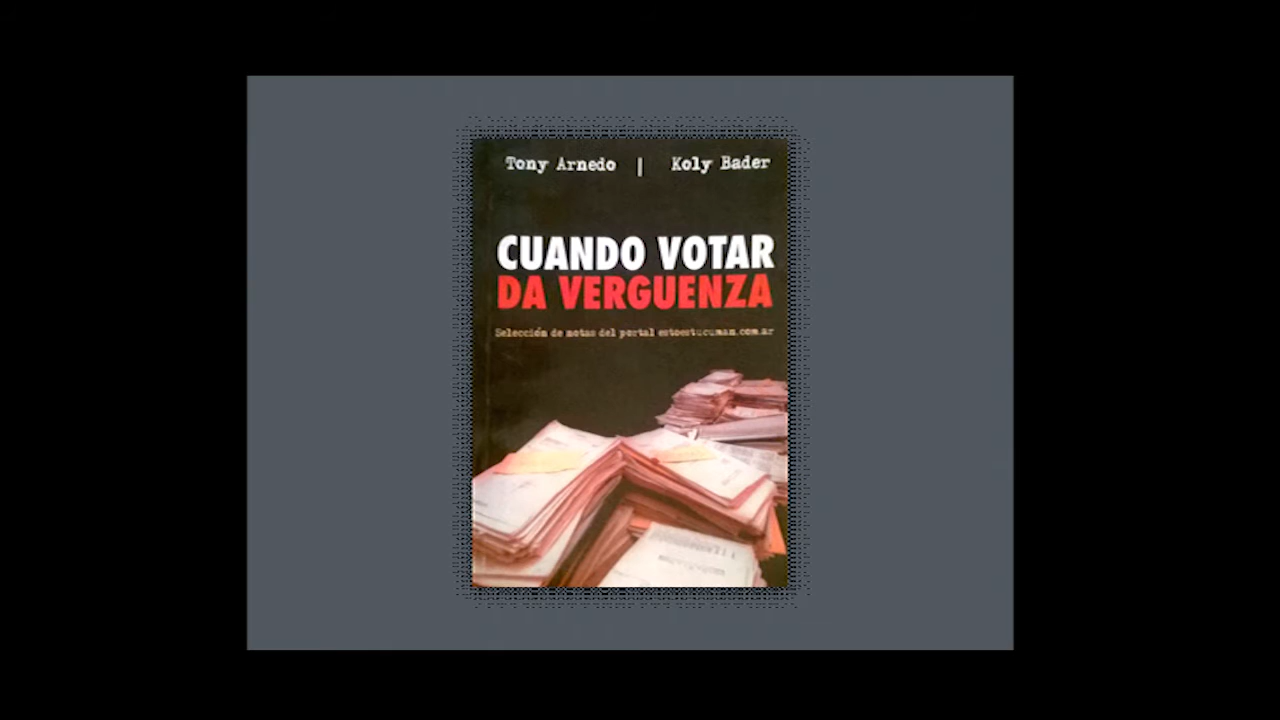 Tony Arnedo | Koly Bader
CUANDO VOTAR
DA VERGUENZA
Selección de notas del portal estoestucuman.com.ar